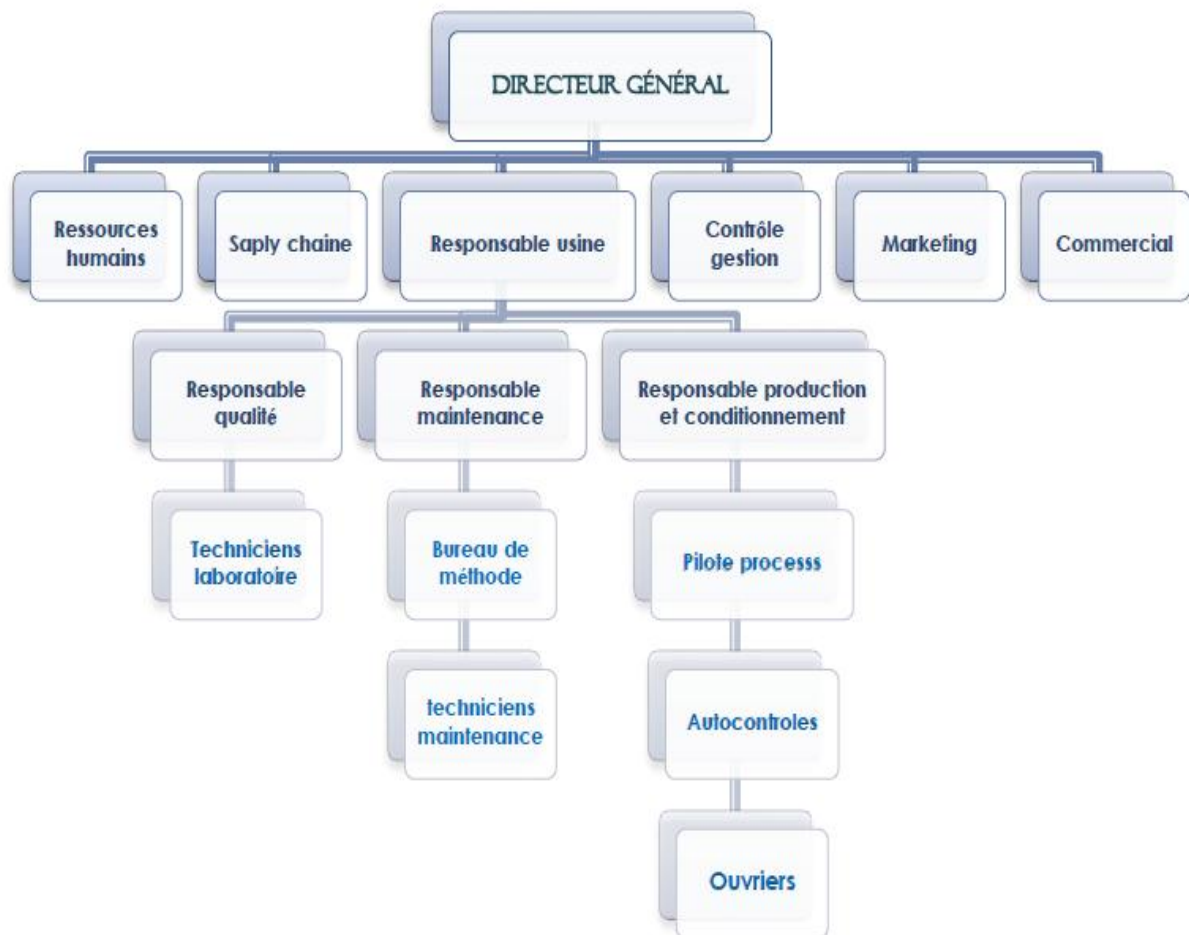 DIRECTEUR GÉNÉRAL
Ressources
humains
Saply chaine
Responsable usine
Contrôle
gestion
Marketing
Commercial
Responsable
qualité
Responsable
maintenance
Responsable production
et conditionnement
Techniciens
laboratoire
Bureau de
méthode
Pilote processs
techniciens
maintenance
Autocontroles
Ouvriers